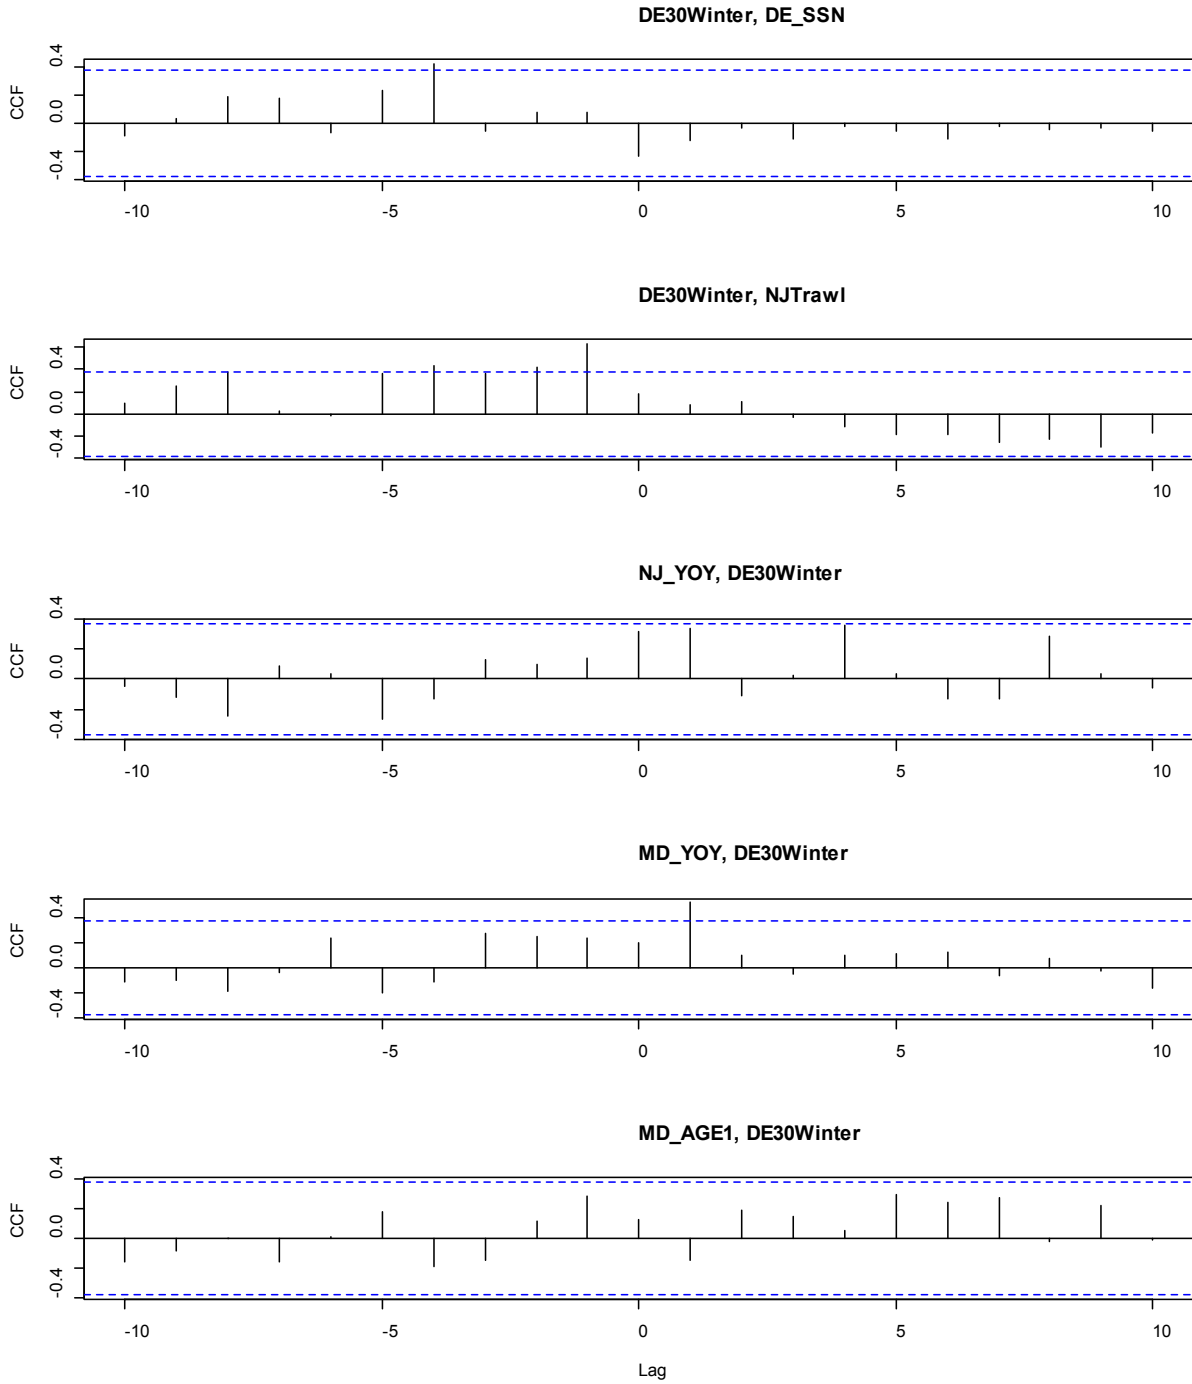 DE30Winter, DE_SSN
CCF
0.4
0.0
-0.4
-10 -5 0 5 10
DE30Winter, NJTrawl
CCF
0.4
0.0
-0.4
-10 -5 0 5 10
NJ_YOY, DE30Winter
CCF
0.4
0.0
-0.4
-10 -5 0 5 10
MD_YOY, DE30Winter
CCF
0.4
0.0
-0.4
-10 -5 0 5 10
MD_AGE1, DE30Winter
CCF
0.4
0.0
-0.4
-10 -5 0 5 10
Lag